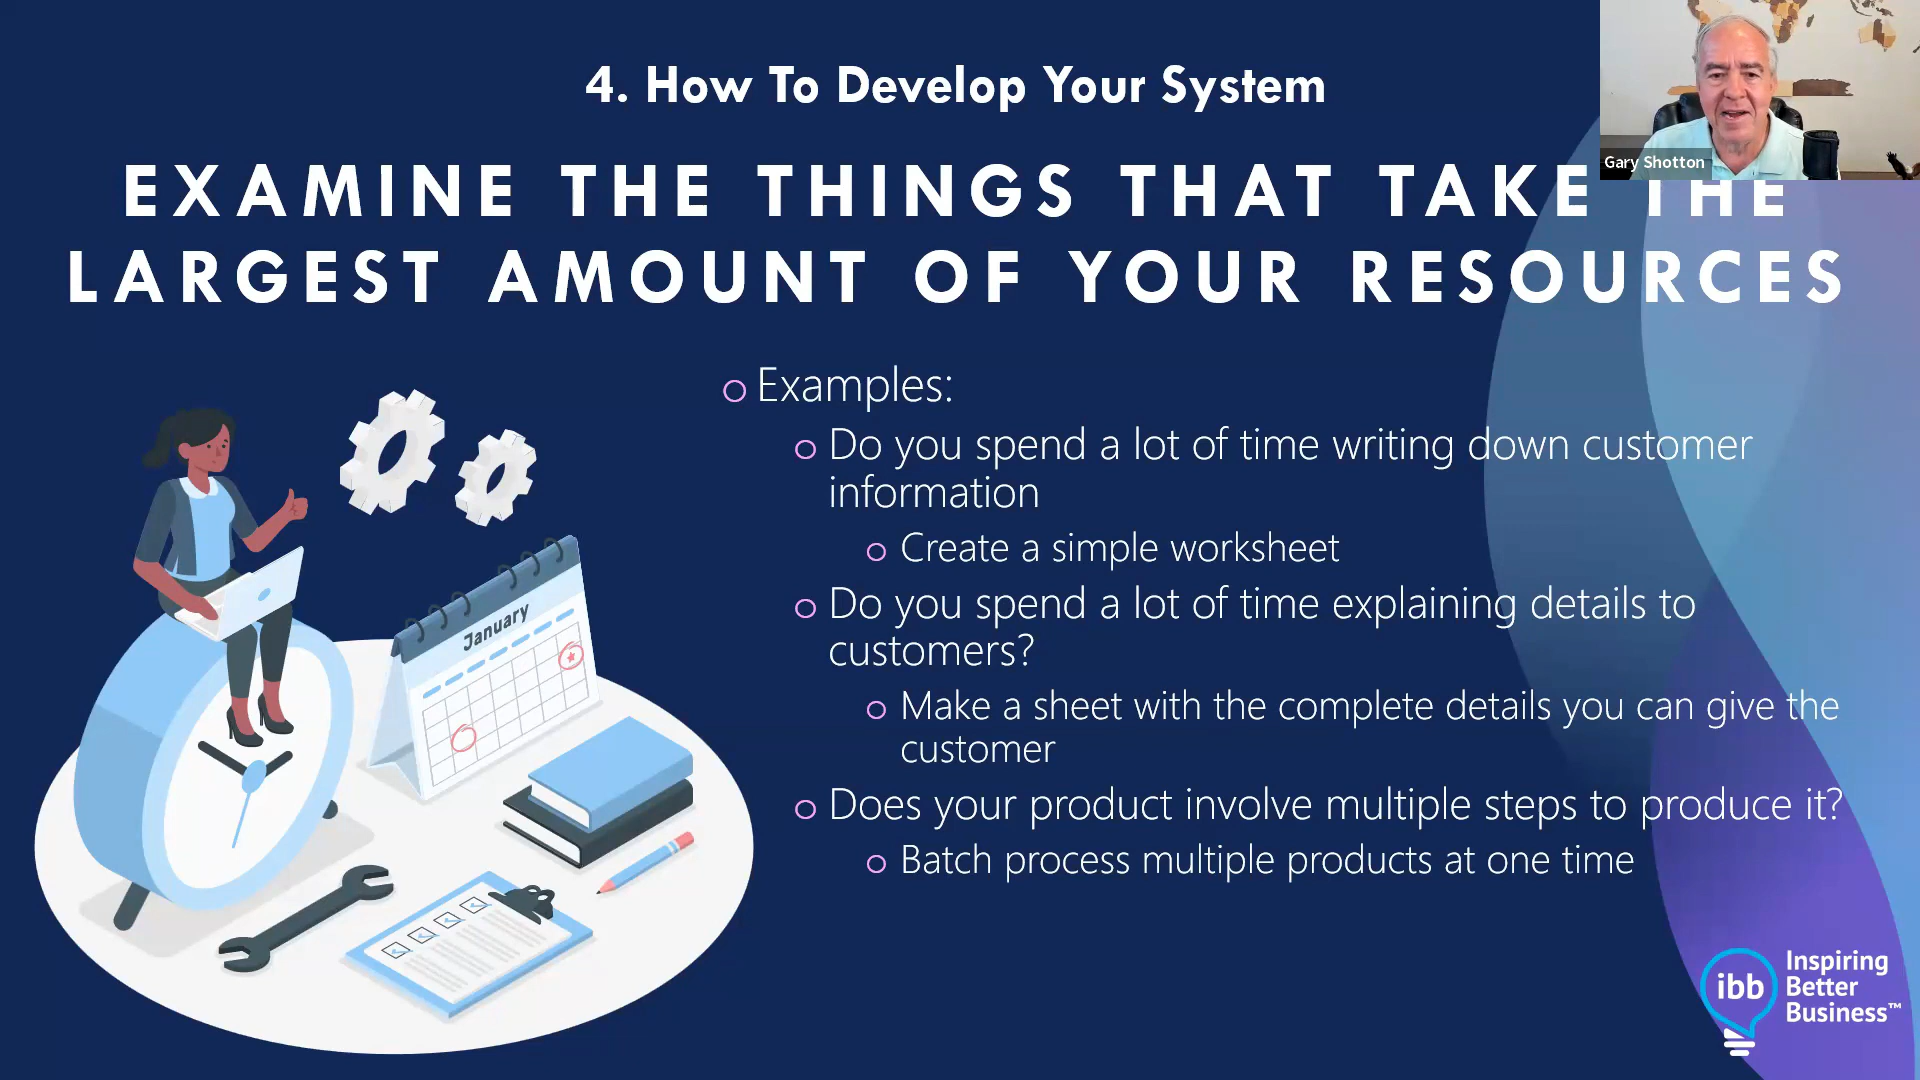 4. How To Develop Your System
Gary Shotton
EXAMINE THE THINGS THAT TAKE THE
LARGEST AMOUNT OF YOUR RESOURCES
Examples:
Do you spend a lot of time writing down customer
information
Create a simple worksheet
Do you spend a lot of time explaining details to
customers?
Make a sheet with the complete details you can give the
customer
Does your product involve multiple steps to produce it?
Batch process multiple products at one time
January
ibb
Inspiring
Better
Business™